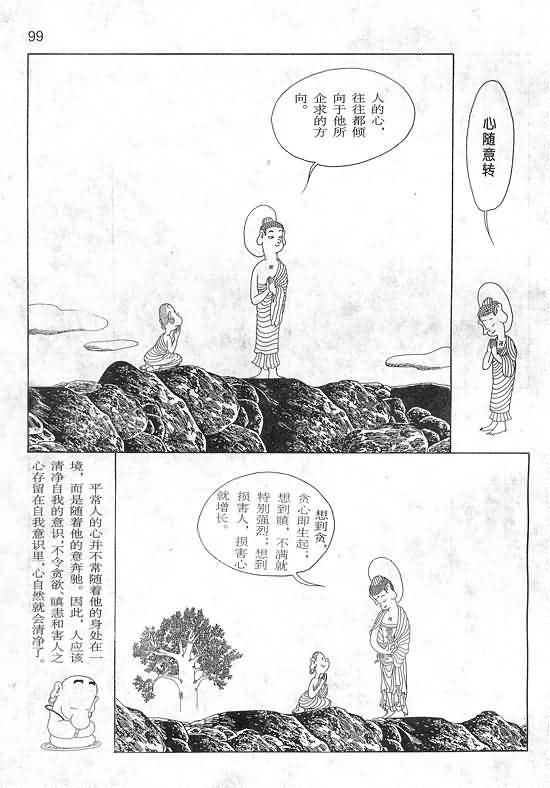 99
心随意转
人的心，
往往都倾
向于他所
企求的方
向。
想到贪，
贪心即生起…，
想到瞋，不满就
特别强烈…，想到
损害人，损害心
就增长。
平常人的心并不常随着他的身处在一
境，而是随着他的意奔驰。因此，人应该
清净自我的意识，不令贪欲、瞋恚和害人之
心存留在自我意识里，心自然就会清净了。